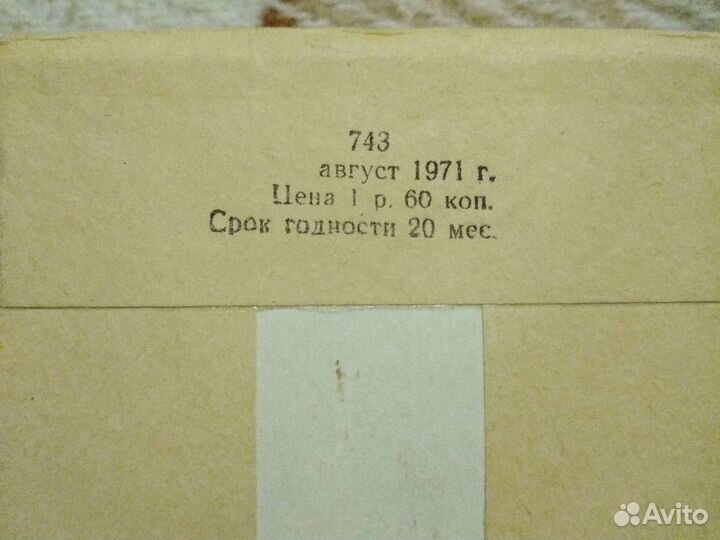 743
август 1971 г.
Цена 1 р. 60 коп.
Срок годности 20 мес.
Avito